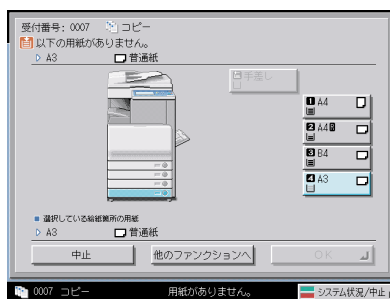 受付番号: 0007 コピー
以下の用紙がありません。
A3 普通紙
手差し
1 A4
2 A4R
3 B4
4 A3
選択している給紙箇所の用紙
A3 普通紙
中止
他のファンクションへ
OK
0007 コピー 用紙がありません。 システム状況/中止